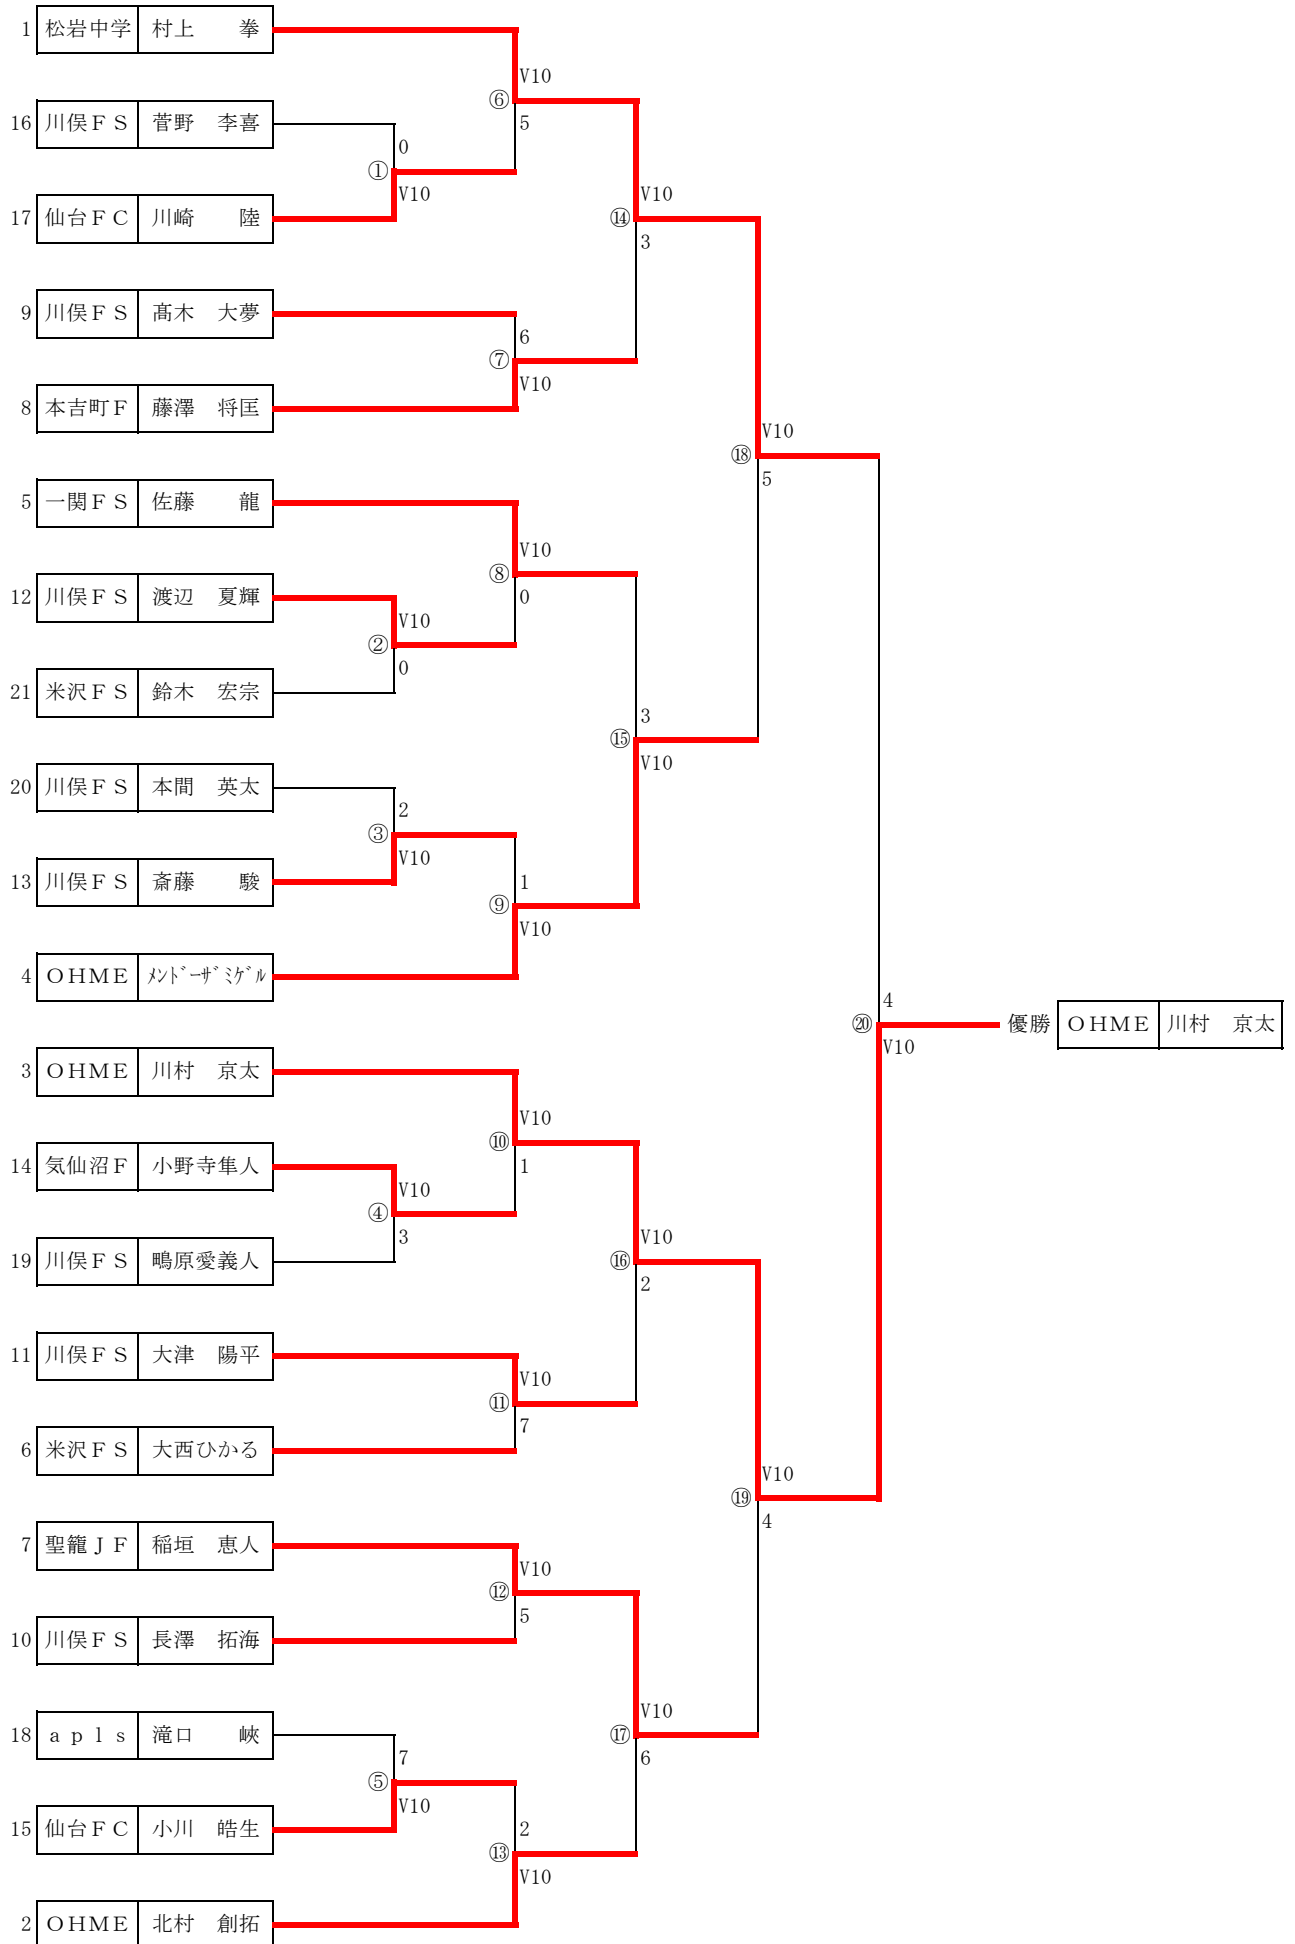 1 松岩中学 村上　拳
V10
⑥
5
16 川俣ＦＳ 菅野　李喜
0
①
V10
17 仙台ＦＣ 川崎　陸
V10
⑭
3
9 川俣ＦＳ 髙木　大夢
6
⑦
V10
8 本吉町Ｆ 藤澤　将匡
V10
⑱
5
5 一関ＦＳ 佐藤　龍
V10
⑧
0
12 川俣ＦＳ 渡辺　夏輝
V10
②
0
21 米沢ＦＳ 鈴木　宏宗
3
⑮
V10
20 川俣ＦＳ 本間　英太
2
③
V10
13 川俣ＦＳ 斎藤　駿
1
⑨
V10
4 ＯＨＭＥ ﾒﾝﾄﾞｰｻﾞﾐｹﾞﾙ
4
⑳ 優勝 ＯＨＭＥ 川村　京太
V10
3 ＯＨＭＥ 川村　京太
V10
⑩
1
14 気仙沼Ｆ 小野寺隼人
V10
④
3
19 川俣ＦＳ 鴫原愛義人
V10
⑯
2
11 川俣ＦＳ 大津　陽平
V10
⑪
7
6 米沢ＦＳ 大西ひかる
V10
⑲
4
7 聖籠ＪＦ 稲垣　恵人
V10
⑫
5
10 川俣ＦＳ 長澤　拓海
V10
⑰
6
18 ａｐｌｓ 滝口　峡
7
⑤
V10
15 仙台ＦＣ 小川　皓生
2
⑬
V10
2 ＯＨＭＥ 北村　創拓